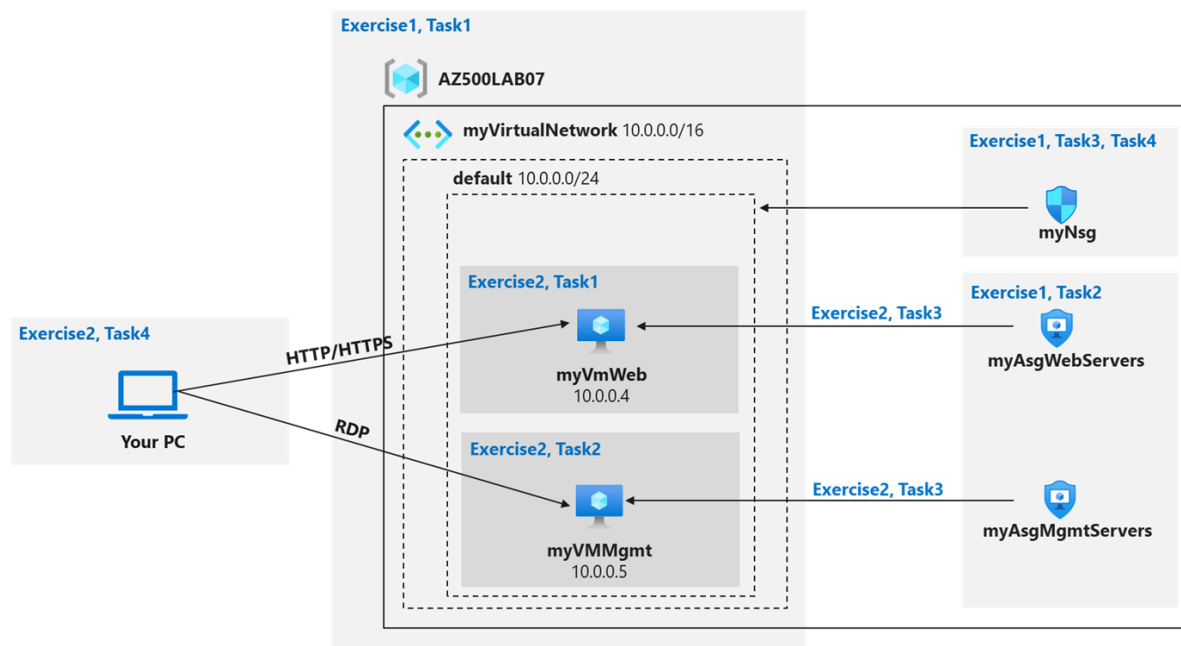 Exercise1, Task1
AZ500LAB07
myVirtualNetwork 10.0.0.0/16
default 10.0.0.0/24
Exercise1, Task3, Task4
myNsg
Exercise2, Task1
myVmWeb
10.0.0.4
Exercise2, Task3
Exercise1, Task2
myAsgWebServers
Exercise2, Task4
Your PC
HTTP/HTTPS
RDP
Exercise2, Task2
myVMMgmt
10.0.0.5
Exercise2, Task3
myAsgMgmtServers